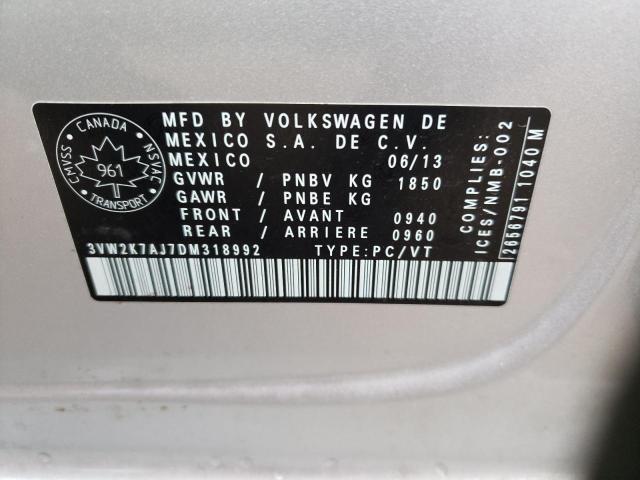 CANADA
CMVSS
NSVAC
961
TRANSPORT
MFD BY VOLKSWAGEN DE
MEXICO S.A. DE C.V.
MEXICO 06/13
GVWR / PNBV KG 1850
GAWR / PNBE KG
FRONT / AVANT 0940
REAR / ARRIERE 0960
3VW2K7AJ7DM318992 TYPE:PC/VT
COMPLIES:
ICES/NMB-002
2656791 1040 M